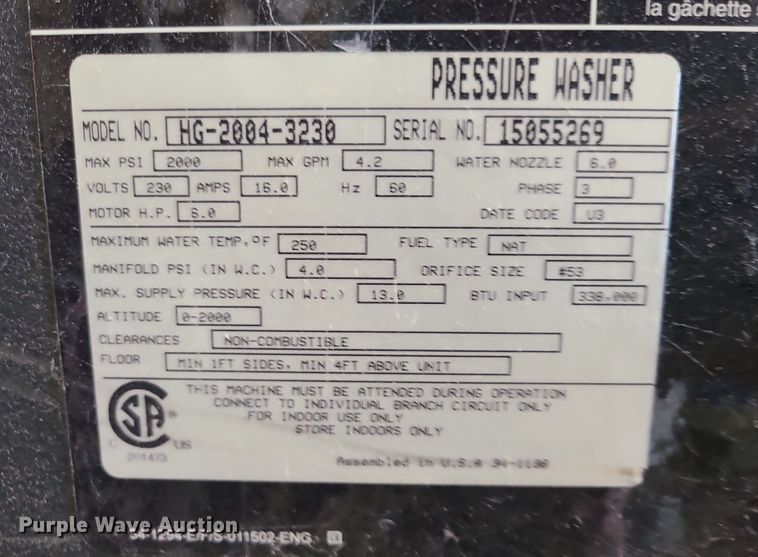 la gâchette
PRESSURE WASHER
MODEL NO. HG-2004-3230 SERIAL NO. 15055269
MAX PSI 2000 MAX GPM 4.2 WATER NOZZLE 6.0
VOLTS 230 AMPS 16.0 Hz 60 PHASE 3
MOTOR H.P. 6.0 DATE CODE U3
MAXIMUM WATER TEMP,°F 250 FUEL TYPE NAT
MANIFOLD PSI (IN W.C.) 4.0 ORIFICE SIZE #53
MAX. SUPPLY PRESSURE (IN W.C.) 13.0 BTU INPUT 338,000
ALTITUDE 0-2000
CLEARANCES NON-COMBUSTIBLE
FLOOR MIN 1FT SIDES, MIN 4FT ABOVE UNIT
THIS MACHINE MUST BE ATTENDED DURING OPERATION
CONNECT TO INDIVIDUAL BRANCH CIRCUIT ONLY
FOR INDOOR USE ONLY
STORE INDOORS ONLY
SA ®
C US
201473
Assembled in U.S.A 94-1136
Purple Wave Auction